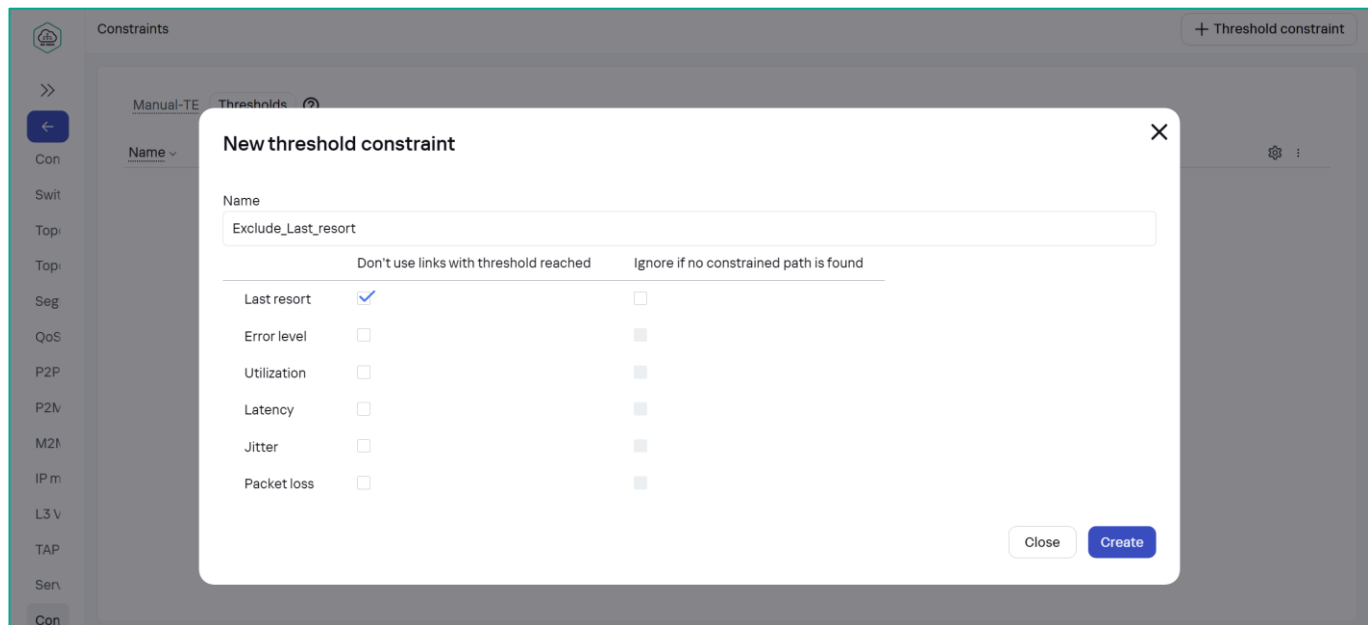 Constraints
+ Threshold constraint
Manual-TE Thresholds
Name
Con
Swit
Top
Top
Seg
QoS
P2P
P2M
M2M
IP m
L3 V
TAP
Serv
Con
New threshold constraint
Name
Exclude_Last_resort
Don't use links with threshold reached Ignore if no constrained path is found
Last resort
Error level
Utilization
Latency
Jitter
Packet loss
Close Create